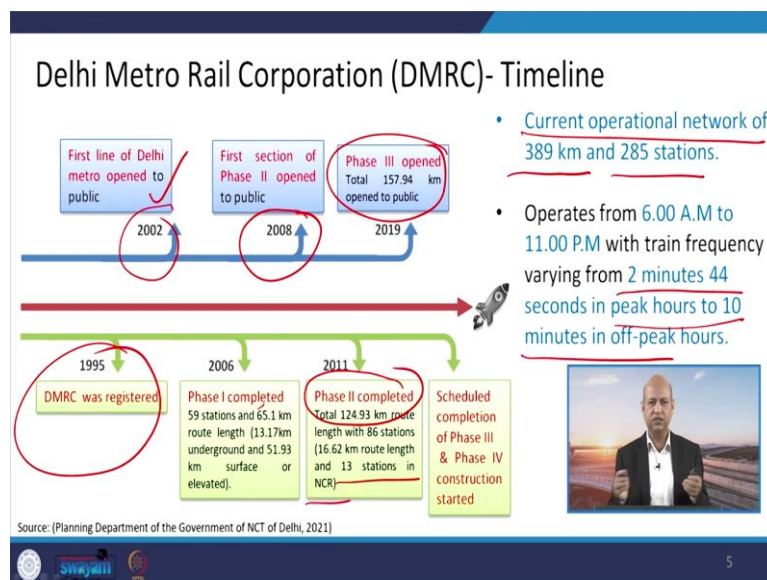 Delhi Metro Rail Corporation (DMRC)- Timeline
First line of Delhi
metro opened to
public
2002
First section of
Phase II opened
to public
2008
Phase III opened
Total 157.94 km
opened to public
2019
1995
DMRC was registered
2006
Phase I completed
59 stations and 65.1 km
route length (13.17km
underground and 51.93
km surface or
elevated).
2011
Phase II completed
Total 124.93 km route
length with 86 stations
(16.62 km route length
and 13 stations in
NCR)
Scheduled
completion
of Phase III
& Phase IV
construction
started
• Current operational network of
389 km and 285 stations.
• Operates from 6.00 A.M to
11.00 P.M with train frequency
varying from 2 minutes 44
seconds in peak hours to 10
minutes in off-peak hours.
Source: (Planning Department of the Government of NCT of Delhi, 2021)
swayam
5